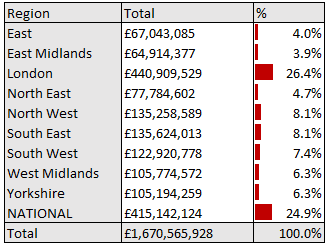 Region Total %
East £67,043,085 4.0%
East Midlands £64,914,377 3.9%
London £440,909,529 26.4%
North East £77,784,602 4.7%
North West £135,258,589 8.1%
South East £135,624,013 8.1%
South West £122,920,778 7.4%
West Midlands £105,774,572 6.3%
Yorkshire £105,194,259 6.3%
NATIONAL £415,142,124 24.9%
Total £1,670,565,928 100.0%